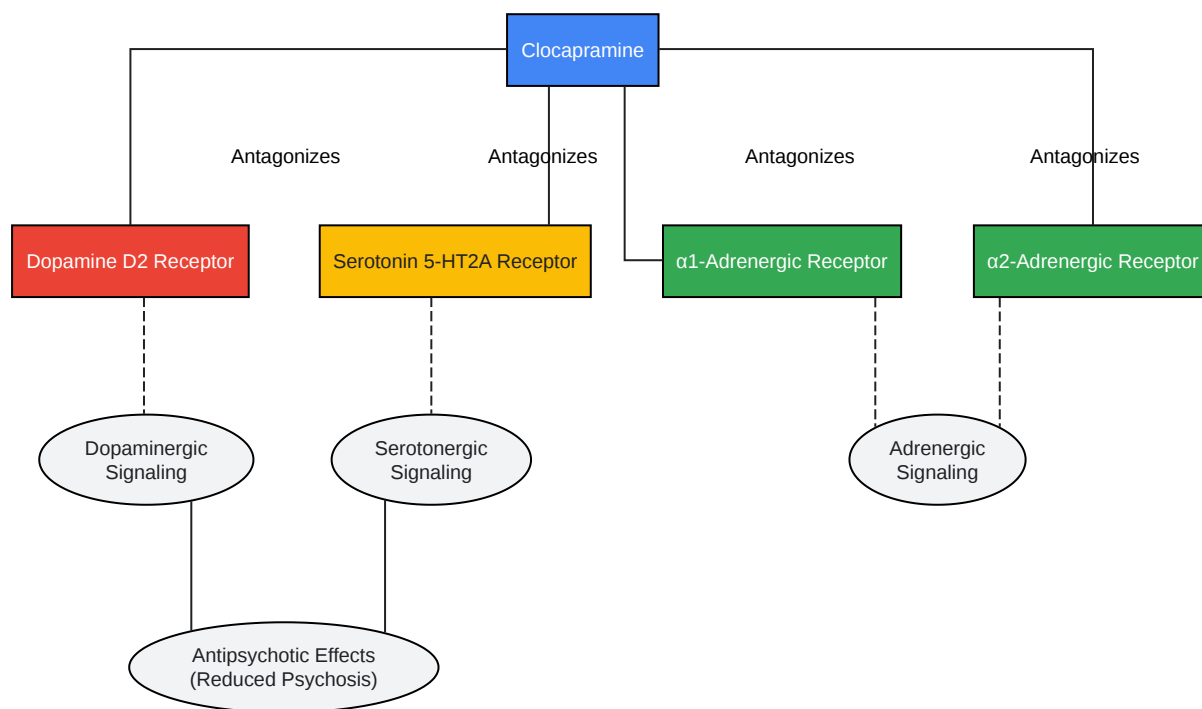 Clocapramine
Antagonizes
Antagonizes
Antagonizes
Antagonizes
Dopamine D2 Receptor
Serotonin 5-HT2A Receptor
α1-Adrenergic Receptor
α2-Adrenergic Receptor
Dopaminergic
Signaling
Serotonergic
Signaling
Adrenergic
Signaling
Antipsychotic Effects
(Reduced Psychosis)